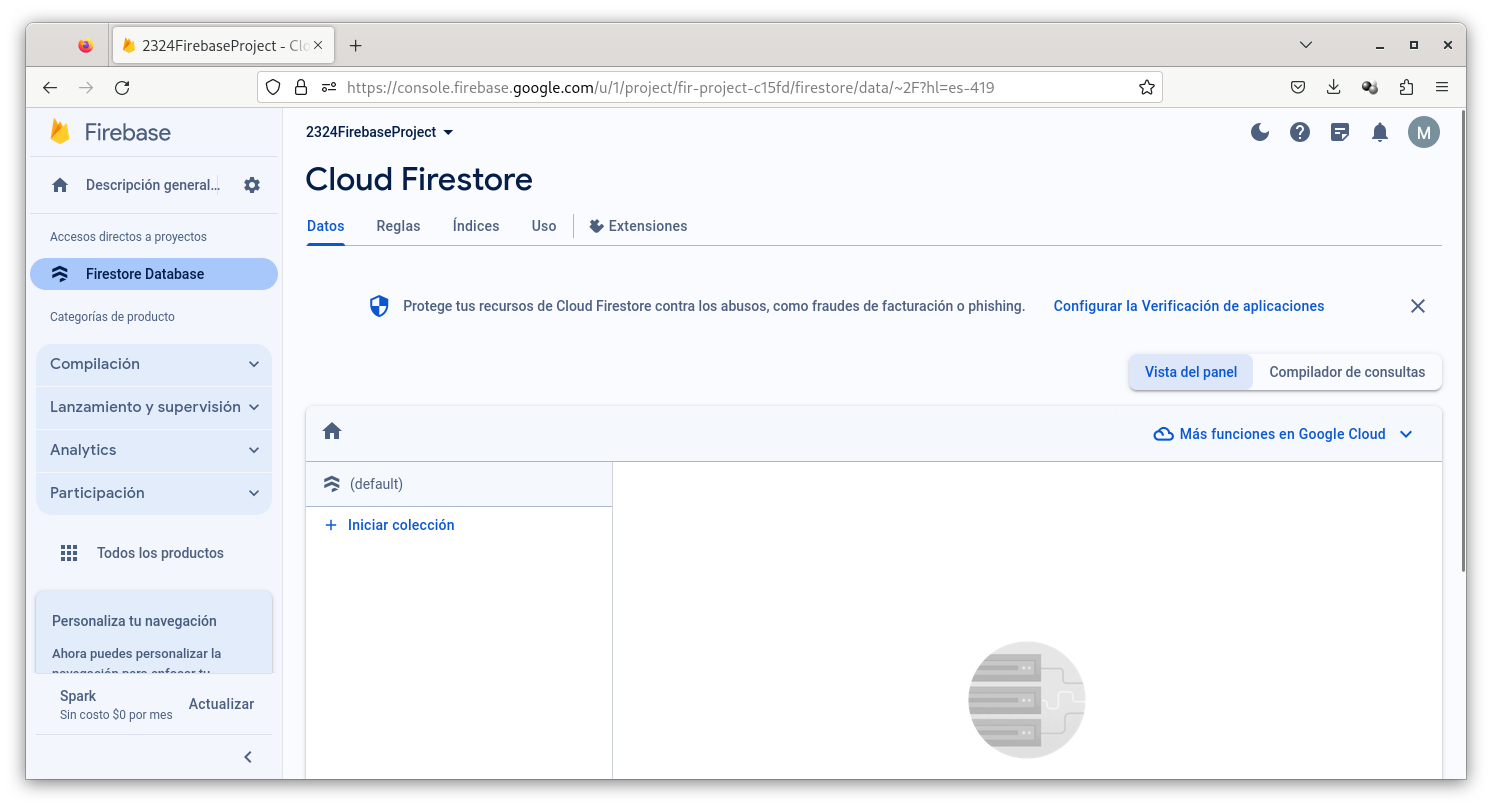 2324FirebaseProject - Clo
https://console.firebase.google.com/u/1/project/fir-project-c15fd/firestore/data/~2F?hl=es-419
Firebase
2324FirebaseProject
M
Cloud Firestore
Descripción general...
Datos
Reglas
Índices
Uso
Extensiones
Accesos directos a proyectos
Firestore Database
Categorías de producto
Protege tus recursos de Cloud Firestore contra los abusos, como fraudes de facturación o phishing.
Configurar la Verificación de aplicaciones
Compilación
Lanzamiento y supervisión
Analytics
Participación
Vista del panel
Compilador de consultas
Más funciones en Google Cloud
(default)
Iniciar colección
Todos los productos
Personaliza tu navegación
Ahora puedes personalizar la
navegación para enfocar tu
Spark
Sin costo $0 por mes
Actualizar